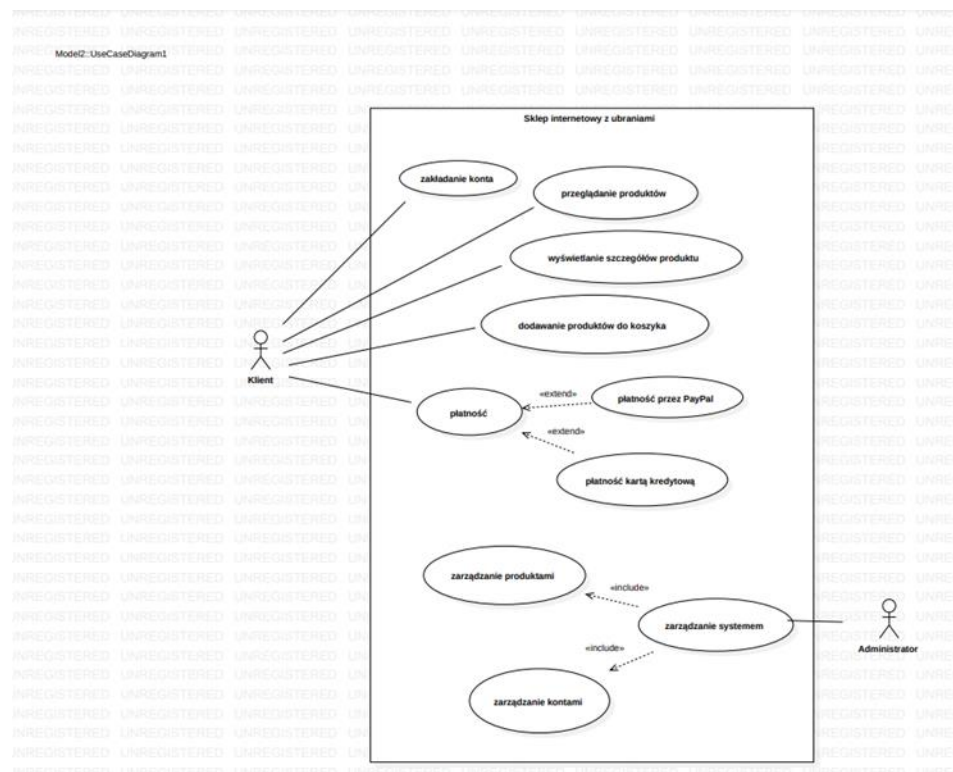 Model2::UseCaseDiagram1
Sklep internetowy z ubraniami
zakładanie konta
przeglądanie produktów
wyświetlanie szczegółów produktu
dodawanie produktów do koszyka
Klient
płatność
«extend»
płatność przez PayPal
«extend»
płatność kartą kredytową
zarządzanie produktami
«include»
zarządzanie systemem
Administrator
«include»
zarządzanie kontami
UNREGISTERED